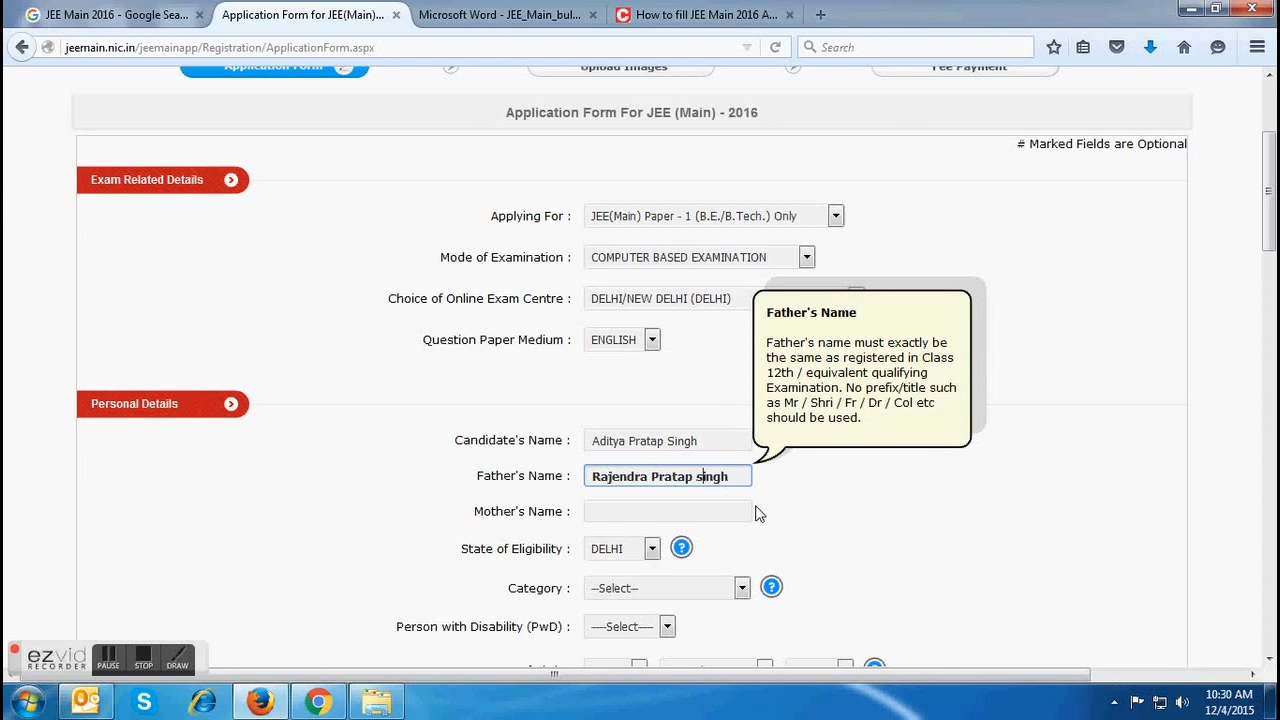 JEE Main 2016 - Google Sea...
Application Form for JEE(Main)...
Microsoft Word - JEE_Main_bul...
How to fill JEE Main 2016 A...
jeemain.nic.in/jeemainapp/Registration/ApplicationForm.aspx
Search
Application Form
Upload Images
Fee Payment
Application Form For JEE (Main) - 2016
# Marked Fields are Optional
Exam Related Details
Applying For : JEE(Main) Paper - 1 (B.E./B.Tech.) Only
Mode of Examination : COMPUTER BASED EXAMINATION
Choice of Online Exam Centre : DELHI/NEW DELHI (DELHI)
Question Paper Medium : ENGLISH
Father's Name
Father's name must exactly be
the same as registered in Class
12th / equivalent qualifying
Examination. No prefix/title such
as Mr / Shri / Fr / Dr / Col etc
should be used.
Personal Details
Candidate's Name : Aditya Pratap Singh
Father's Name : Rajendra Pratap singh
Mother's Name :
State of Eligibility : DELHI ?
Category : --Select-- ?
Person with Disability (PwD) : ----Select----
ezvid
RECORDER
PAUSE STOP DRAW
10:30 AM
12/4/2015